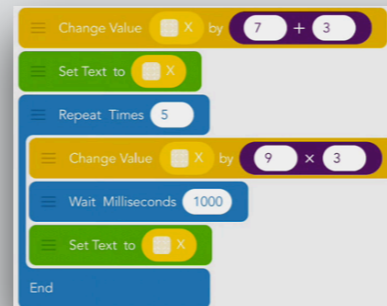 Change Value X by 7 + 3
Set Text to X
Repeat Times 5
Change Value X by 9 × 3
Wait Milliseconds 1000
Set Text to X
End